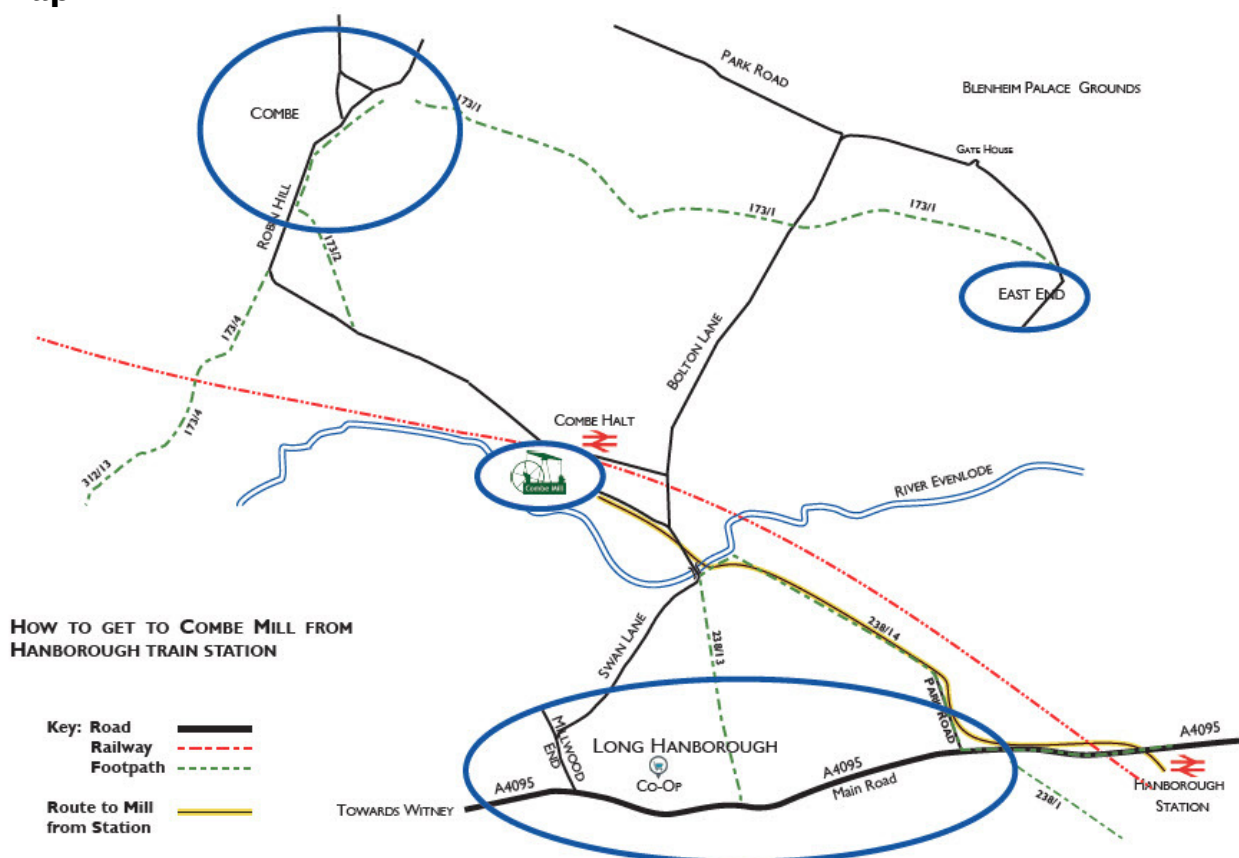 PARK ROAD
BLENHEIM PALACE GROUNDS
173/1
COMBE
GATE HOUSE
173/1
173/1
ROBIN HILL
173/2
EAST END
173/4
BOLTON LANE
COMBE HALT
173/4
312/13
Combe Mill
RIVER EVENLODE
HOW TO GET TO COMBE MILL FROM
HANBOROUGH TRAIN STATION
238/14
SWAN LANE
238/13
PARK ROAD
Key: Road
Railway
Footpath
Route to Mill
from Station
MILLWOOD
END
LONG HANBOROUGH
CO-OP
A4095
A4095
Main Road
A4095
TOWARDS WITNEY
HANBOROUGH
STATION
238/1